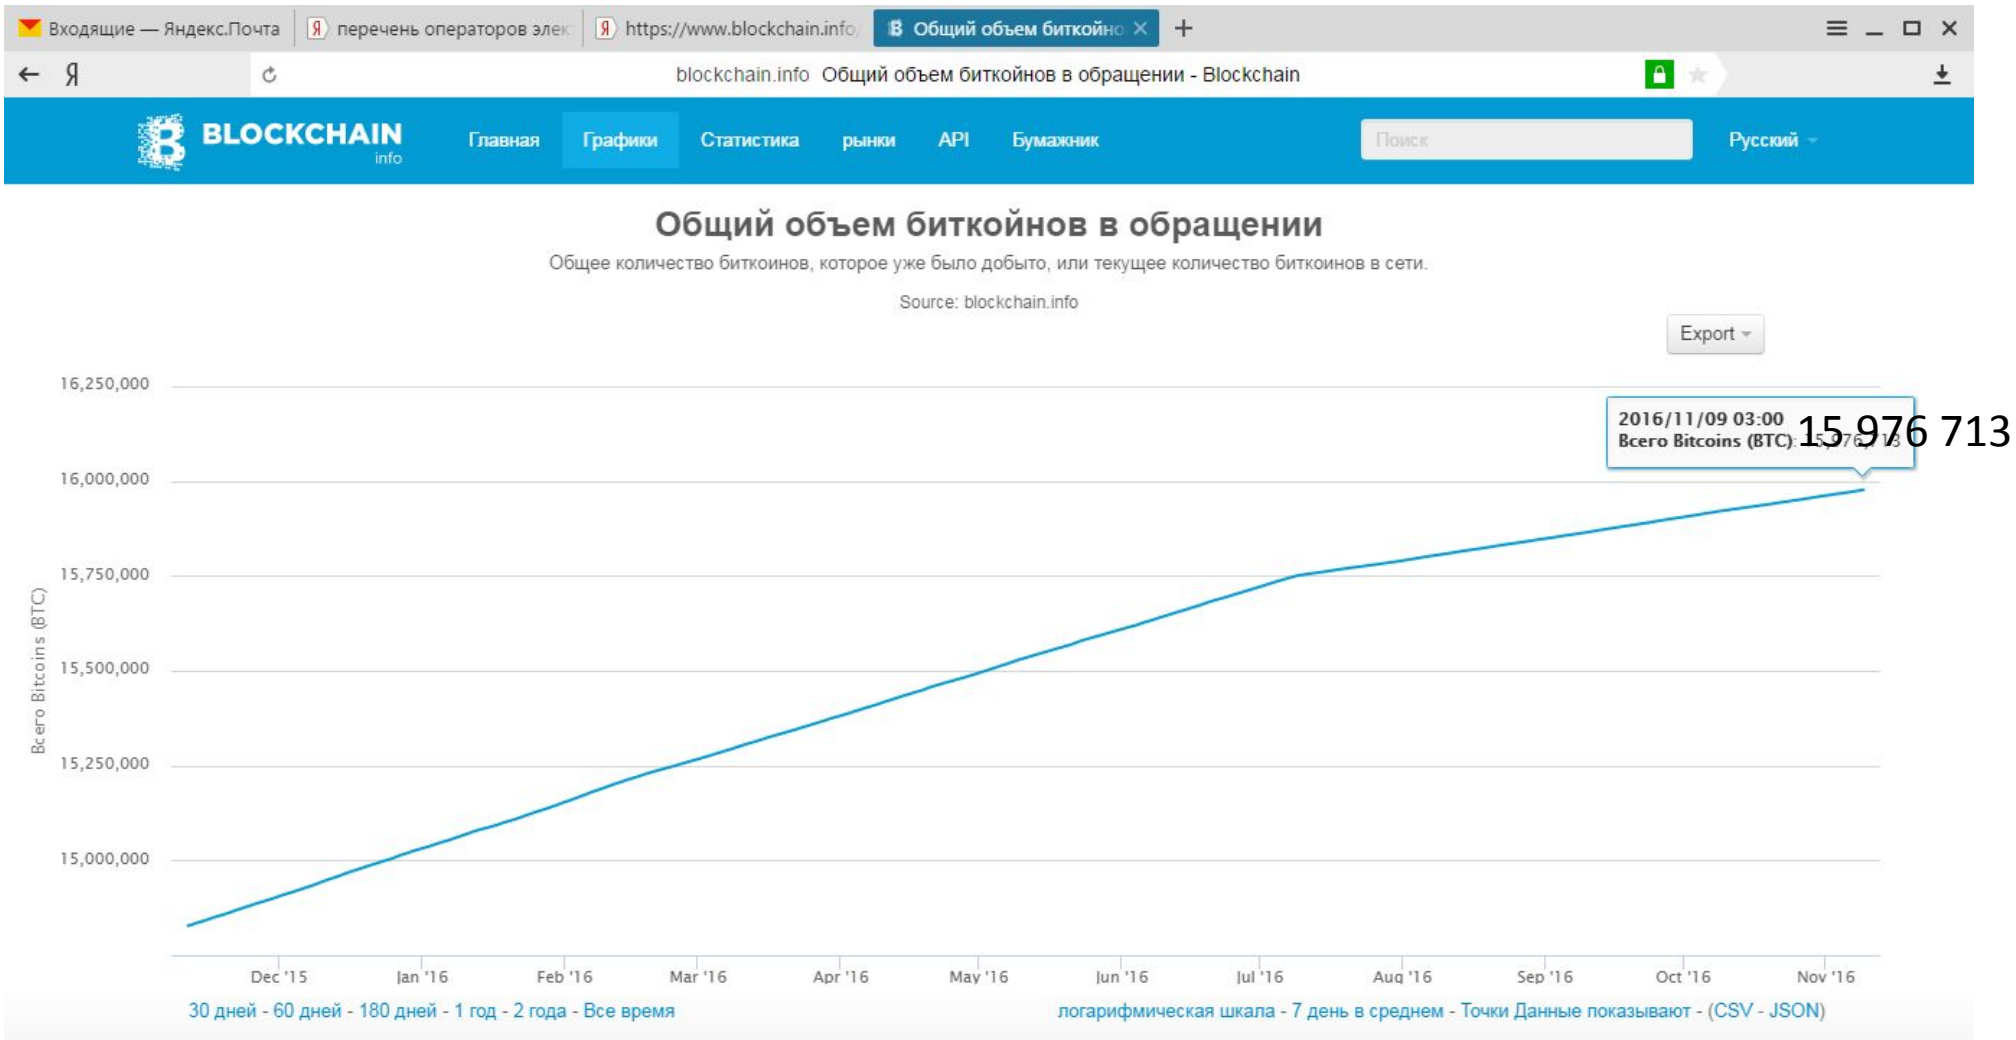 Входящие — Яндекс.Почта
Я перечень операторов элек
Я https://www.blockchain.info/
Общий объем биткойно
Я blockchain.info Общий объем биткойнов в обращении - Blockchain
BLOCKCHAIN
info
Главная Графики Статистика рынки API Бумажник Поиск Русский
Общий объем биткойнов в обращении
Общее количество биткоинов, которое уже было добыто, или текущее количество биткоинов в сети.
Source: blockchain.info
Export
16,250,000
2016/11/09 03:00
Всего Bitcoins (BTC): 15,976,713
15 976 713
16,000,000
15,750,000
15,500,000
15,250,000
15,000,000
Всего Bitcoins (BTC)
Dec '15 Jan '16 Feb '16 Mar '16 Apr '16 May '16 Jun '16 Jul '16 Aug '16 Sep '16 Oct '16 Nov '16
30 дней - 60 дней - 180 дней - 1 год - 2 года - Все время
логарифмическая шкала - 7 день в среднем - Точки Данные показывают - (CSV - JSON)